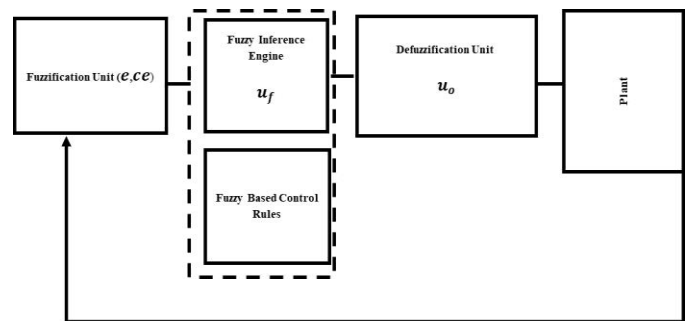 Fuzzification Unit (e,ce)
Fuzzy Inference
Engine
u_f
Fuzzy Based Control
Rules
Defuzzification Unit
u_o
Plant